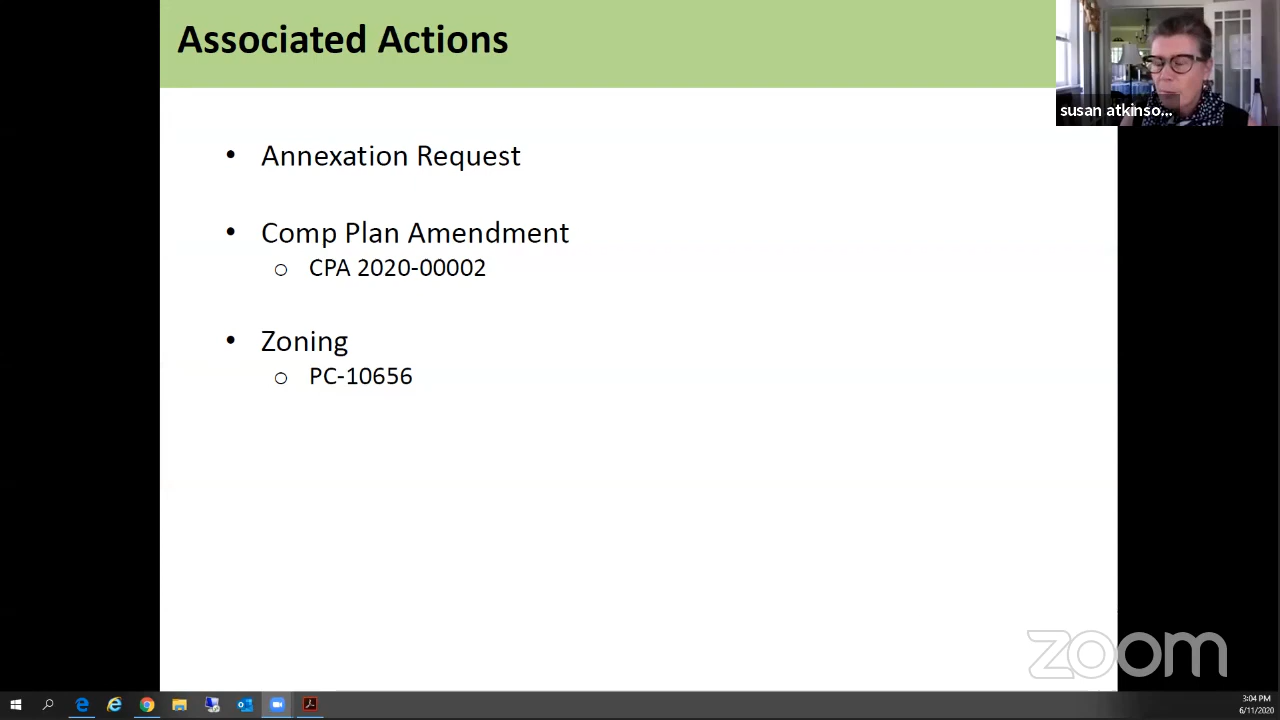 Associated Actions
susan atkinso...
• Annexation Request
• Comp Plan Amendment
o CPA 2020-00002
• Zoning
o PC-10656
zoom
3:04 PM
6/11/2020